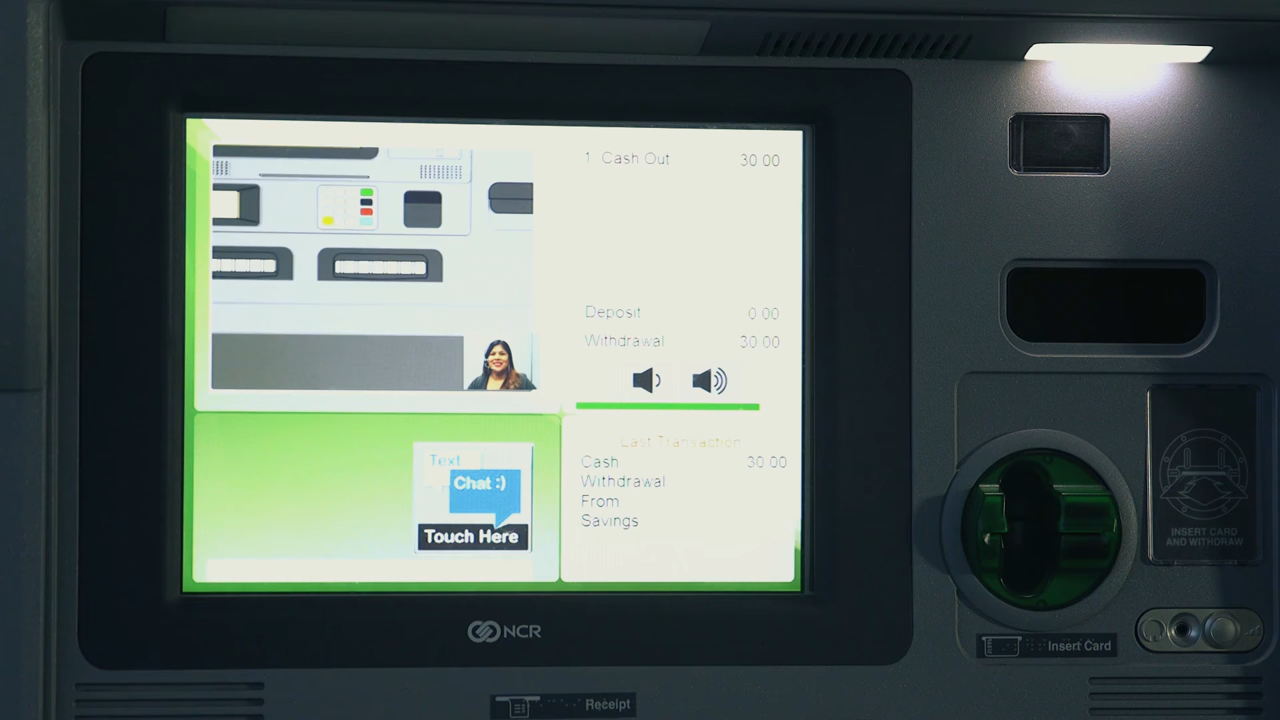 1 Cash Out 30 00
Deposit 0 00
Withdrawal 30 00
Last Transaction
Cash 30 00
Withdrawal
From
Savings
Text
Chat :)
Touch Here
NCR
INSERT CARD
AND WITHDRAW
Insert Card
Receipt